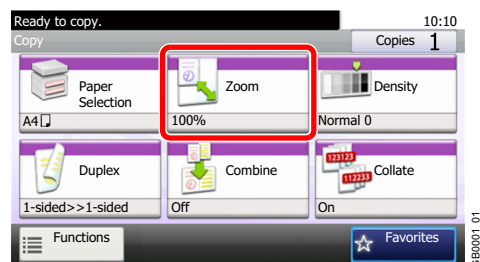 Ready to copy. 10:10
Copy Copies 1
Paper Selection Zoom Density
A4 100% Normal 0
123123
112233
Duplex Combine Collate
1-sided>>1-sided Off On
Functions Favorites